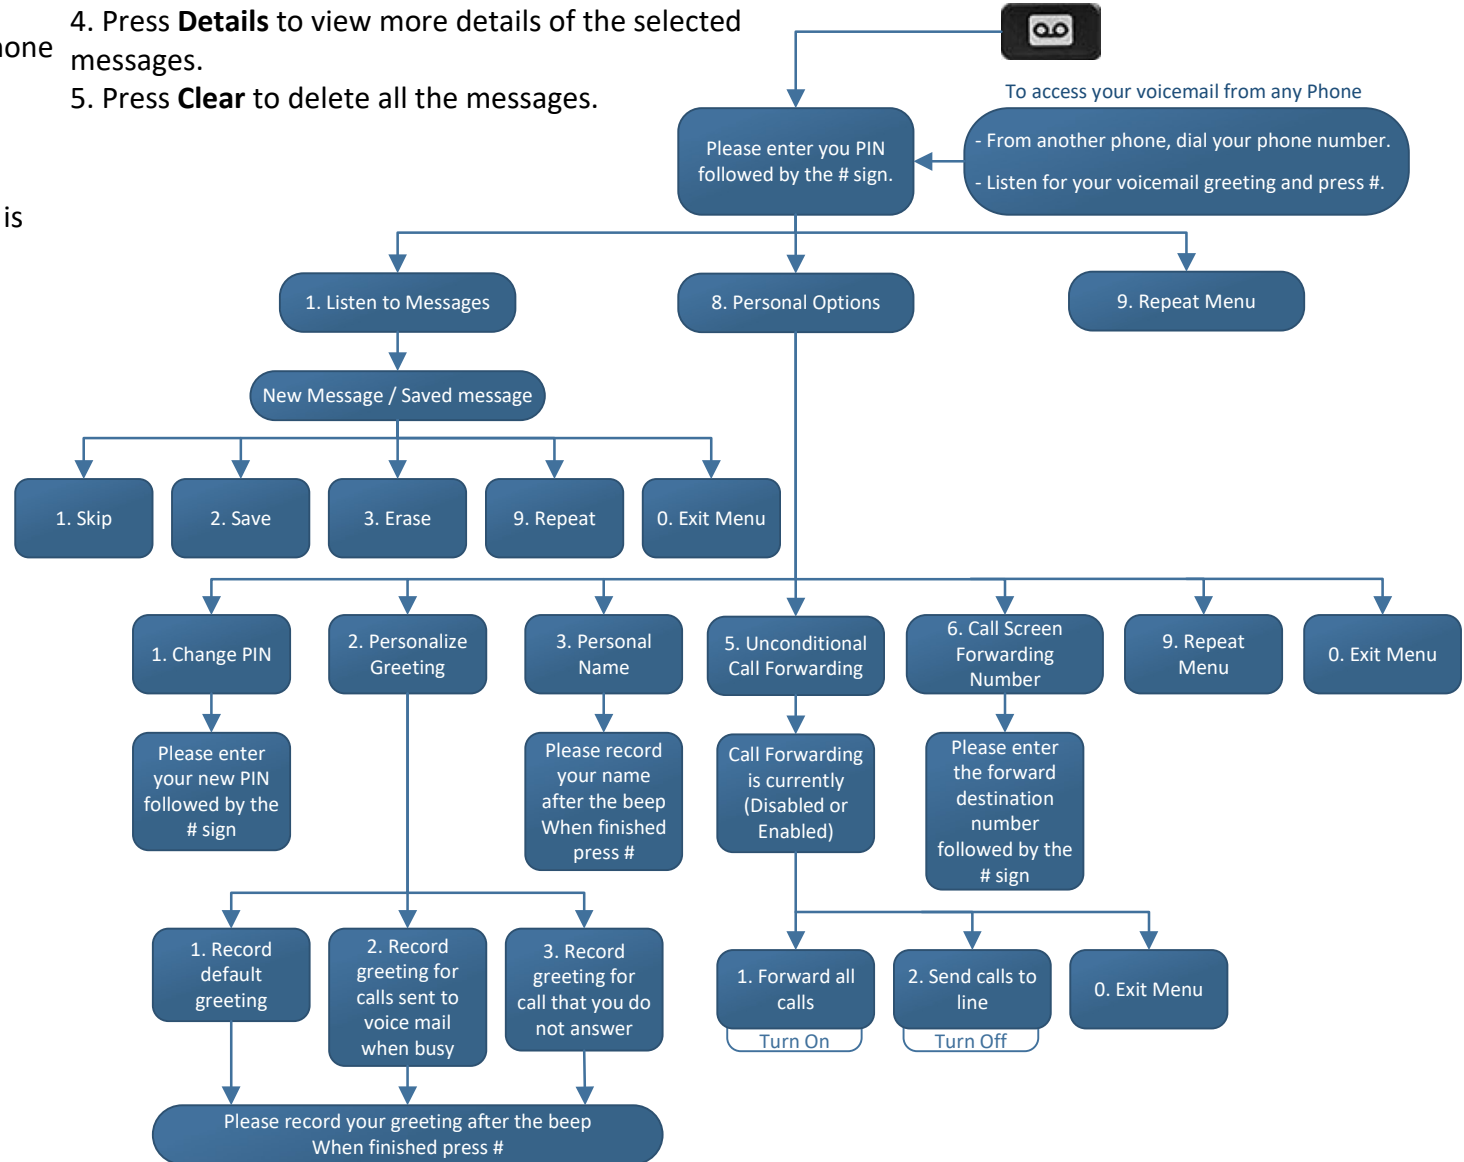 4. Press Details to view more details of the selected
messages.
5. Press Clear to delete all the messages.
is
To access your voicemail from any Phone
- From another phone, dial your phone number.
- Listen for your voicemail greeting and press #.
Please enter you PIN
followed by the # sign.
1. Listen to Messages
8. Personal Options
9. Repeat Menu
New Message / Saved message
1. Skip
2. Save
3. Erase
9. Repeat
0. Exit Menu
1. Change PIN
2. Personalize
Greeting
3. Personal
Name
5. Unconditional
Call Forwarding
6. Call Screen
Forwarding
Number
9. Repeat
Menu
0. Exit Menu
Please enter
your new PIN
followed by the
# sign
Please record
your name
after the beep
When finished
press #
Call Forwarding
is currently
(Disabled or
Enabled)
Please enter
the forward
destination
number
followed by the
# sign
1. Record
default
greeting
2. Record
greeting for
calls sent to
voice mail
when busy
3. Record
greeting for
call that you do
not answer
1. Forward all
calls
Turn On
2. Send calls to
line
Turn Off
0. Exit Menu
Please record your greeting after the beep
When finished press #